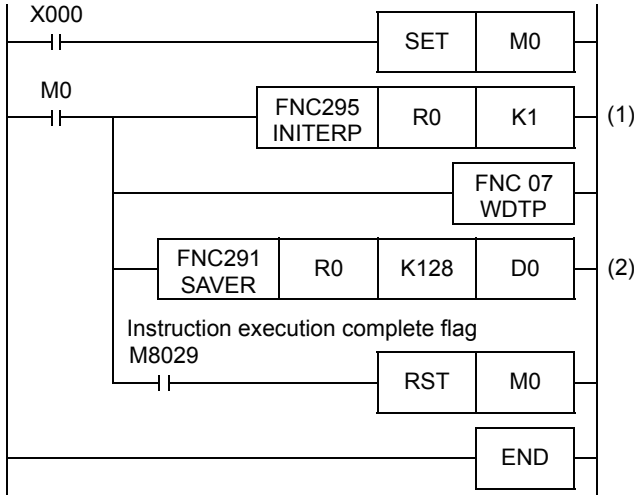 X000
SET M0
M0
FNC295 INITERP R0 K1 (1)
FNC 07 WDTP
FNC291 SAVER R0 K128 D0 (2)
Instruction execution complete flag
M8029
RST M0
END